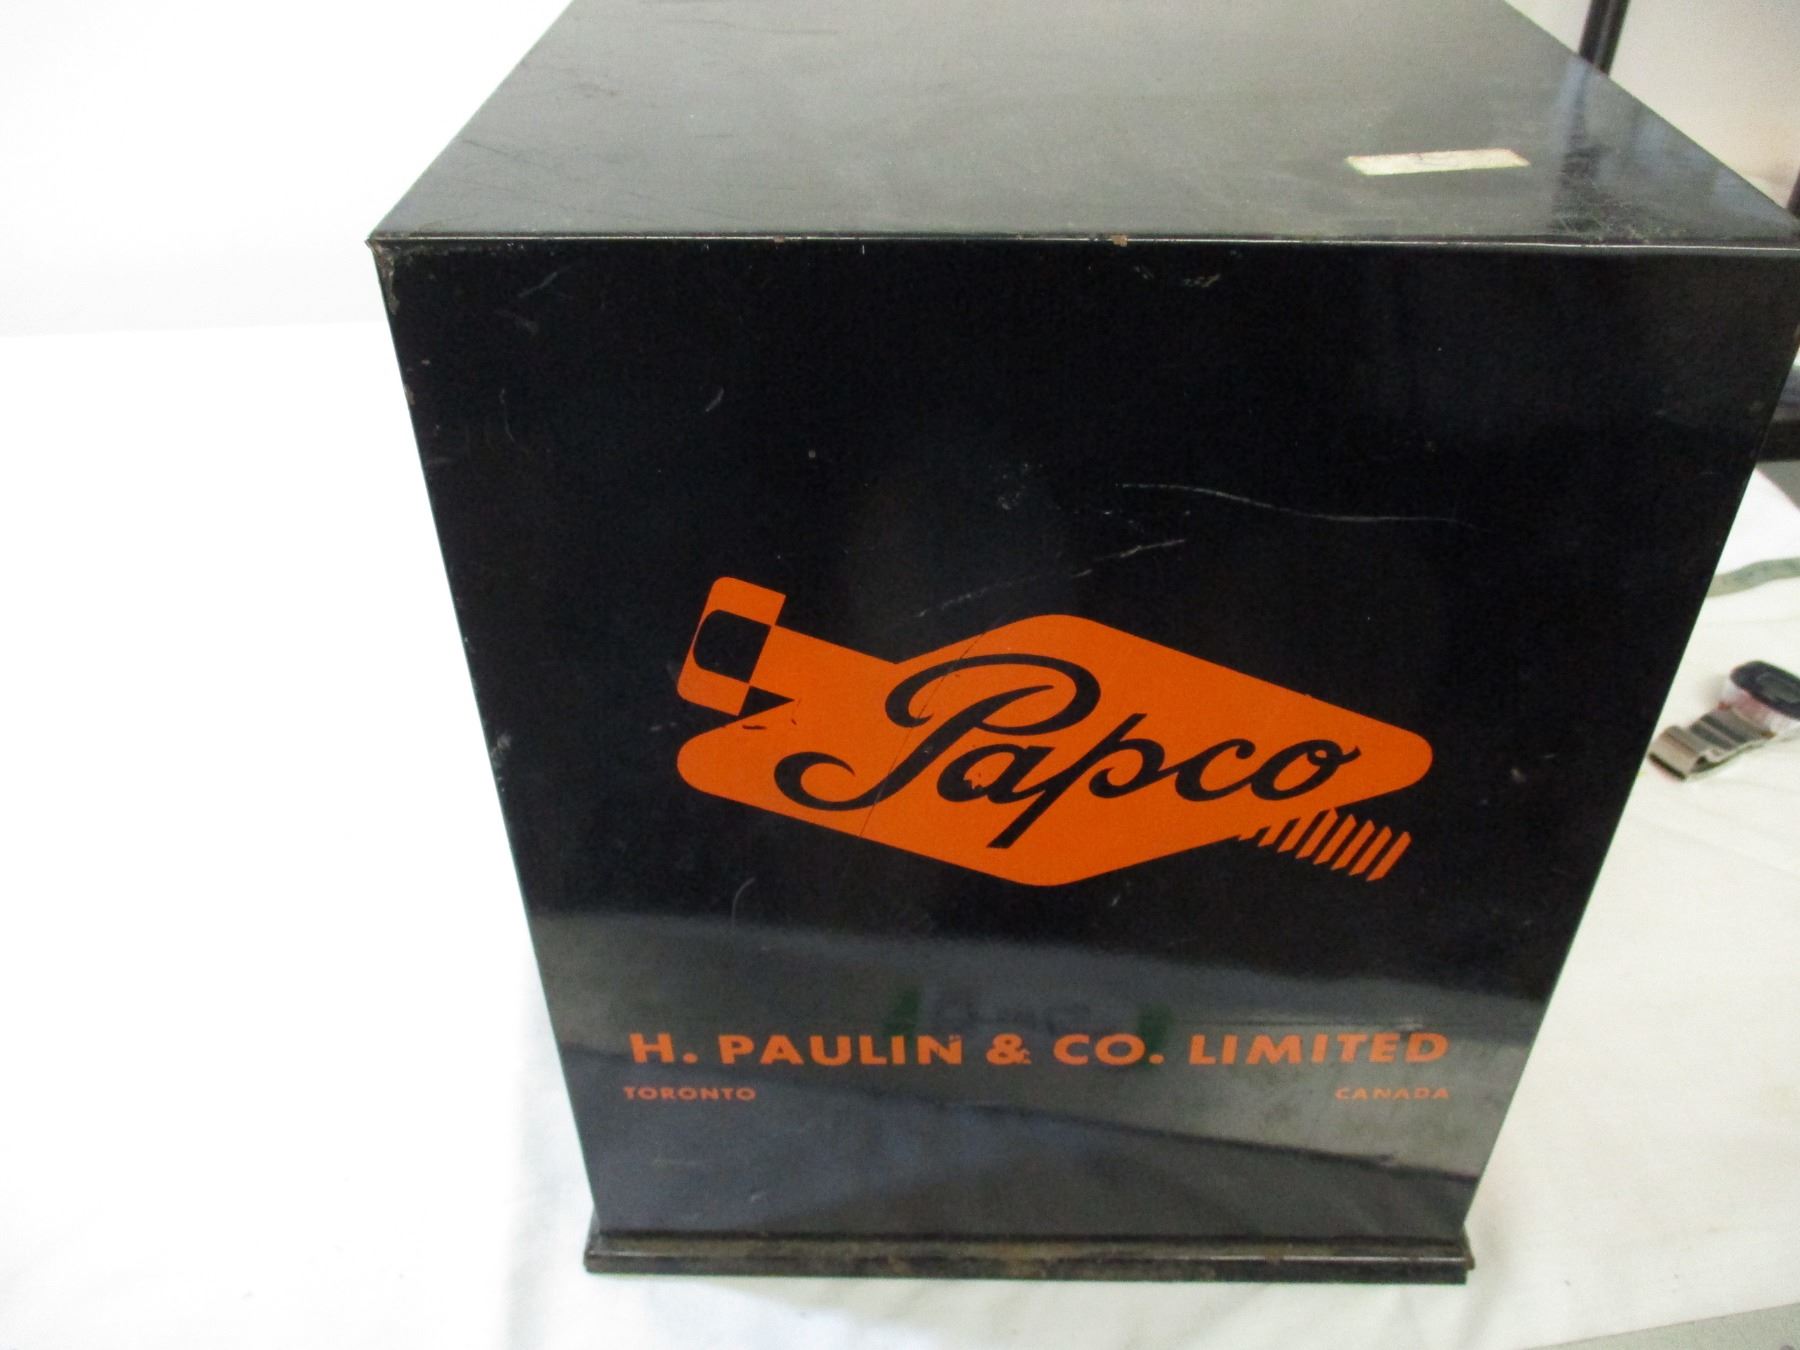 Papco
H. PAULIN & CO. LIMITED
TORONTO CANADA